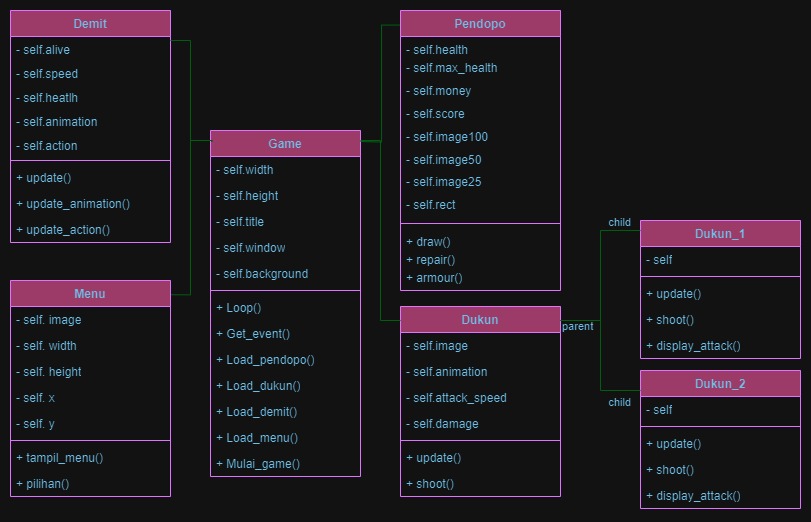 Demit
- self.alive
- self.speed
- self.heatlh
- self.animation
- self.action
+ update()
+ update_animation()
+ update_action()
Menu
- self. image
- self. width
- self. height
- self. x
- self. y
+ tampil_menu()
+ pilihan()
Game
- self.width
- self.height
- self.title
- self.window
- self.background
+ Loop()
+ Get_event()
+ Load_pendopo()
+ Load_dukun()
+ Load_demit()
+ Load_menu()
+ Mulai_game()
Pendopo
- self.health
- self.max_health
- self.money
- self.score
- self.image100
- self.image50
- self.image25
- self.rect
+ draw()
+ repair()
+ armour()
Dukun
- self.image
- self.animation
- self.attack_speed
- self.damage
+ update()
+ shoot()
parent
child
Dukun_1
- self
+ update()
+ shoot()
+ display_attack()
child
Dukun_2
- self
+ update()
+ shoot()
+ display_attack()